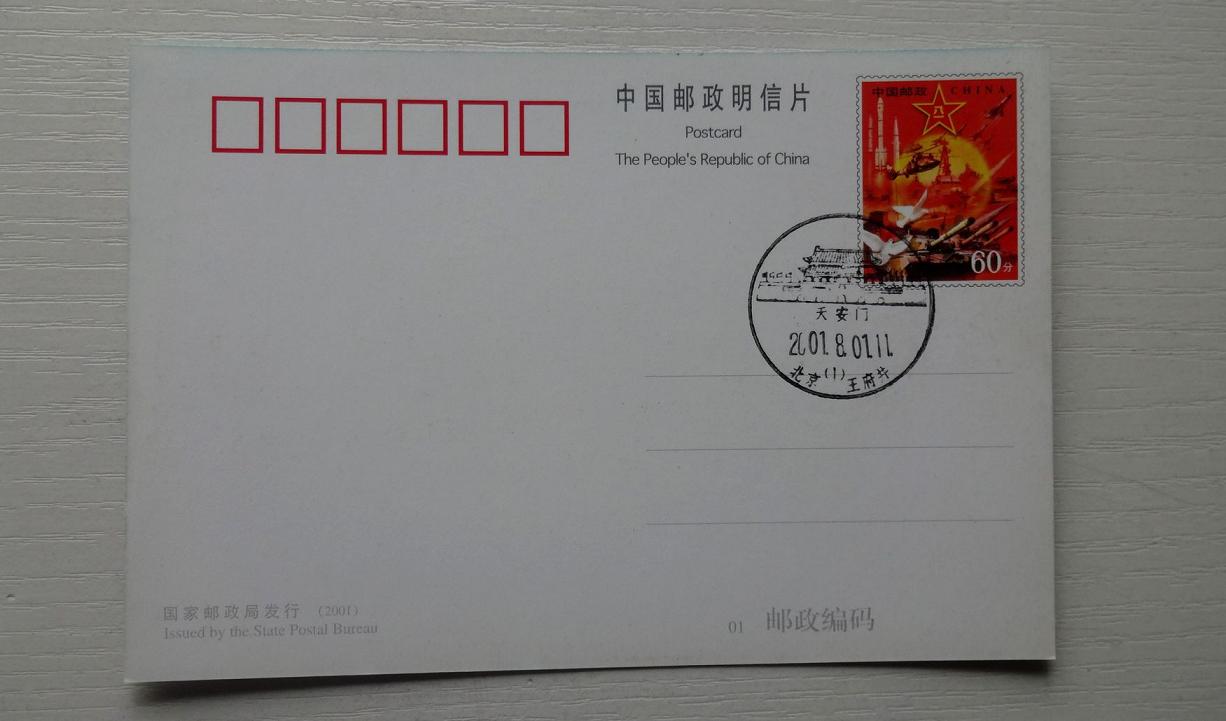 中国邮政明信片
Postcard
The People's Republic of China
中国邮政 CHINA
八一
60分
天安门
2001.8.01.11
北京(1)王府井
国家邮政局发行 (2001)
Issued by the State Postal Bureau
01 邮政编码